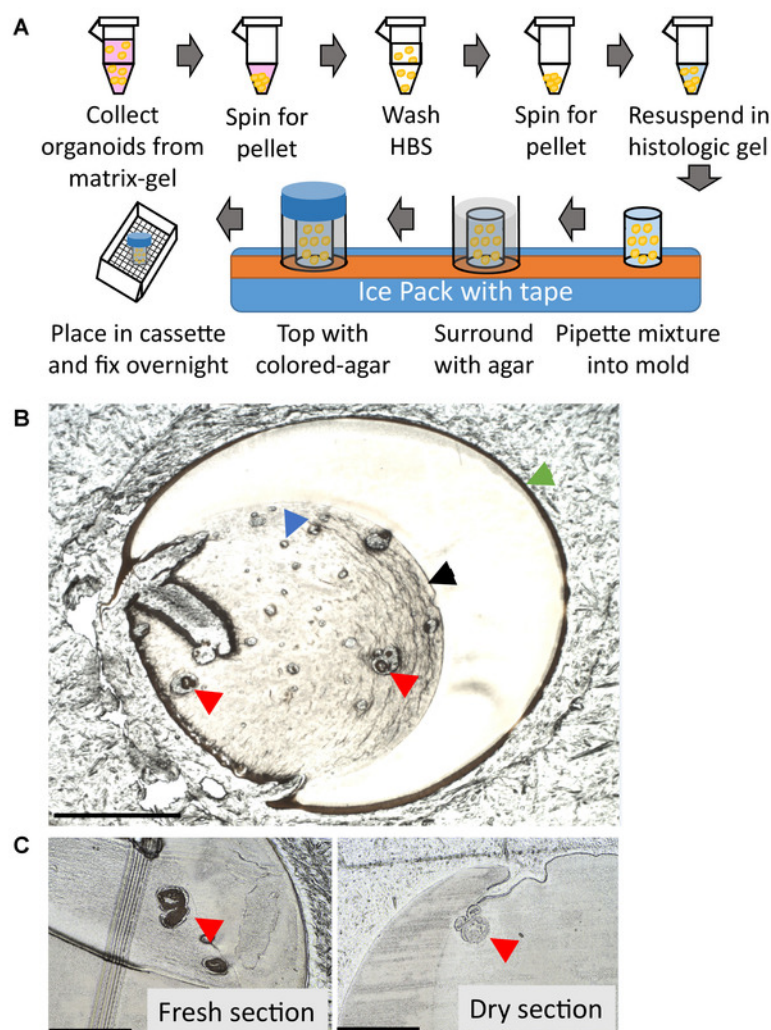 A
Collect
organoids from
matrix-gel
Spin for
pellet
Wash
HBS
Spin for
pellet
Resuspend in
histologic gel
Ice Pack with tape
Place in cassette
and fix overnight
Top with
colored-agar
Surround
with agar
Pipette mixture
into mold
B
C
Fresh section
Dry section